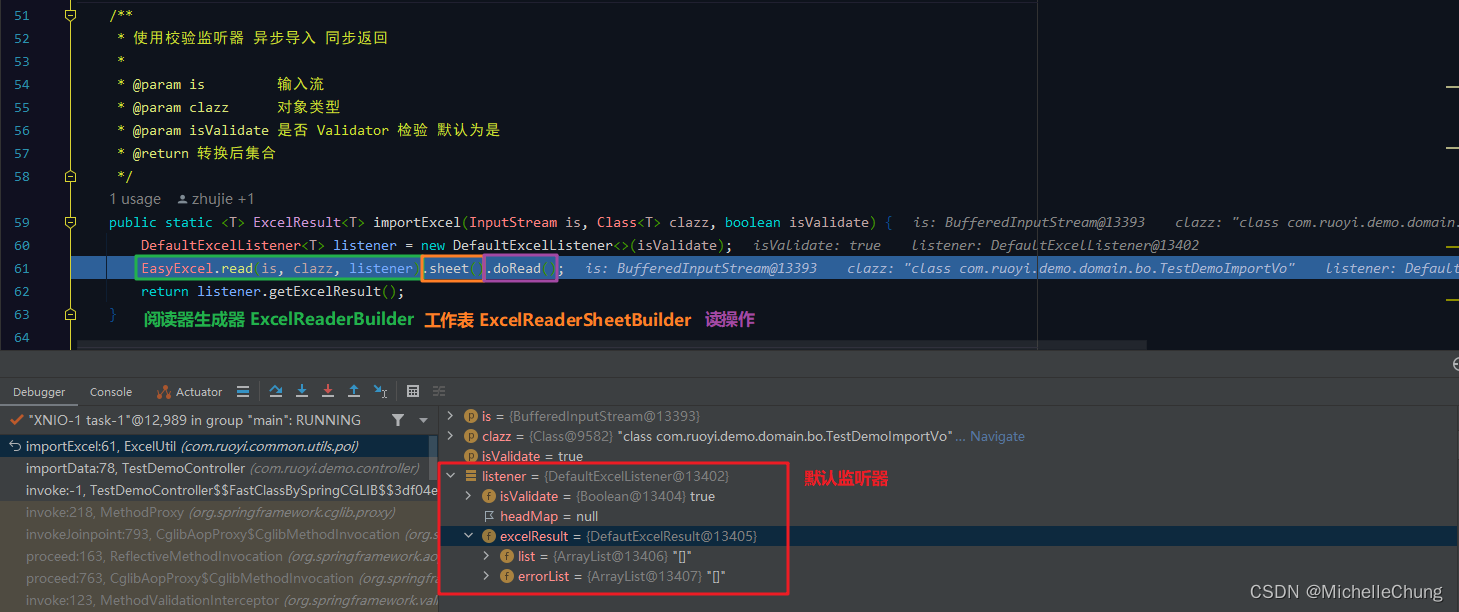 51 /**
52 * 使用校验监听器 异步导入 同步返回
53 *
54 * @param is 输入流
55 * @param clazz 对象类型
56 * @param isValidate 是否 Validator 检验 默认为是
57 * @return 转换后集合
58 */
1 usage zhujie +1
59 public static <T> ExcelResult<T> importExcel(InputStream is, Class<T> clazz, boolean isValidate) { is: BufferedInputStream@13393 clazz: "class com.ruoyi.demo.domain.
60 DefaultExcelListener<T> listener = new DefaultExcelListener<>(isValidate); isValidate: true listener: DefaultExcelListener@13402
61 EasyExcel.read(is, clazz, listener).sheet().doRead(); is: BufferedInputStream@13393 clazz: "class com.ruoyi.demo.domain.bo.TestDemoImportVo" listener: Default
62 return listener.getExcelResult();
63 }
阅读器生成器 ExcelReaderBuilder 工作表 ExcelReaderSheetBuilder 读操作
64
Debugger Console Actuator
"XNIO-1 task-1"@12,989 in group "main": RUNNING
importExcel:61, ExcelUtil (com.ruoyi.common.utils.poi)
importData:78, TestDemoController (com.ruoyi.demo.controller)
invoke:-1, TestDemoController$$FastClassBySpringCGLIB$$3df04e
invoke:218, MethodProxy (org.springframework.cglib.proxy)
invokeJoinpoint:793, CglibAopProxy$CglibMethodInvocation (org.s
proceed:163, ReflectiveMethodInvocation (org.springframework.ao
proceed:763, CglibAopProxy$CglibMethodInvocation (org.springfra
invoke:123, MethodValidationInterceptor (org.springframework.vali
p is = {BufferedInputStream@13393}
p clazz = {Class@9582} "class com.ruoyi.demo.domain.bo.TestDemoImportVo" ... Navigate
p isValidate = true
listener = {DefaultExcelListener@13402}
默认监听器
f isValidate = {Boolean@13404} true
headMap = null
f excelResult = {DefautExcelResult@13405}
f list = {ArrayList@13406} "[]"
f errorList = {ArrayList@13407} "[]"
CSDN @MichelleChung